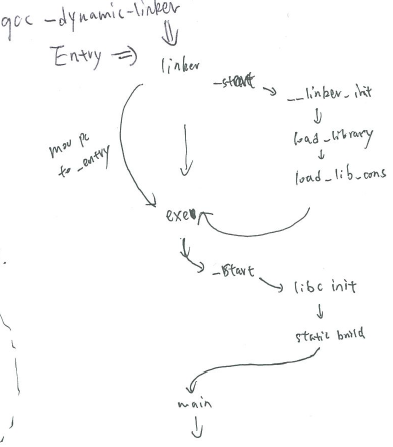 gcc -dynamic-linker
Entry ⇒
linker
_start
__linker_init
load_library
load_lib_cons
mov pc
to _entry
exec
_start
libc init
static build
main